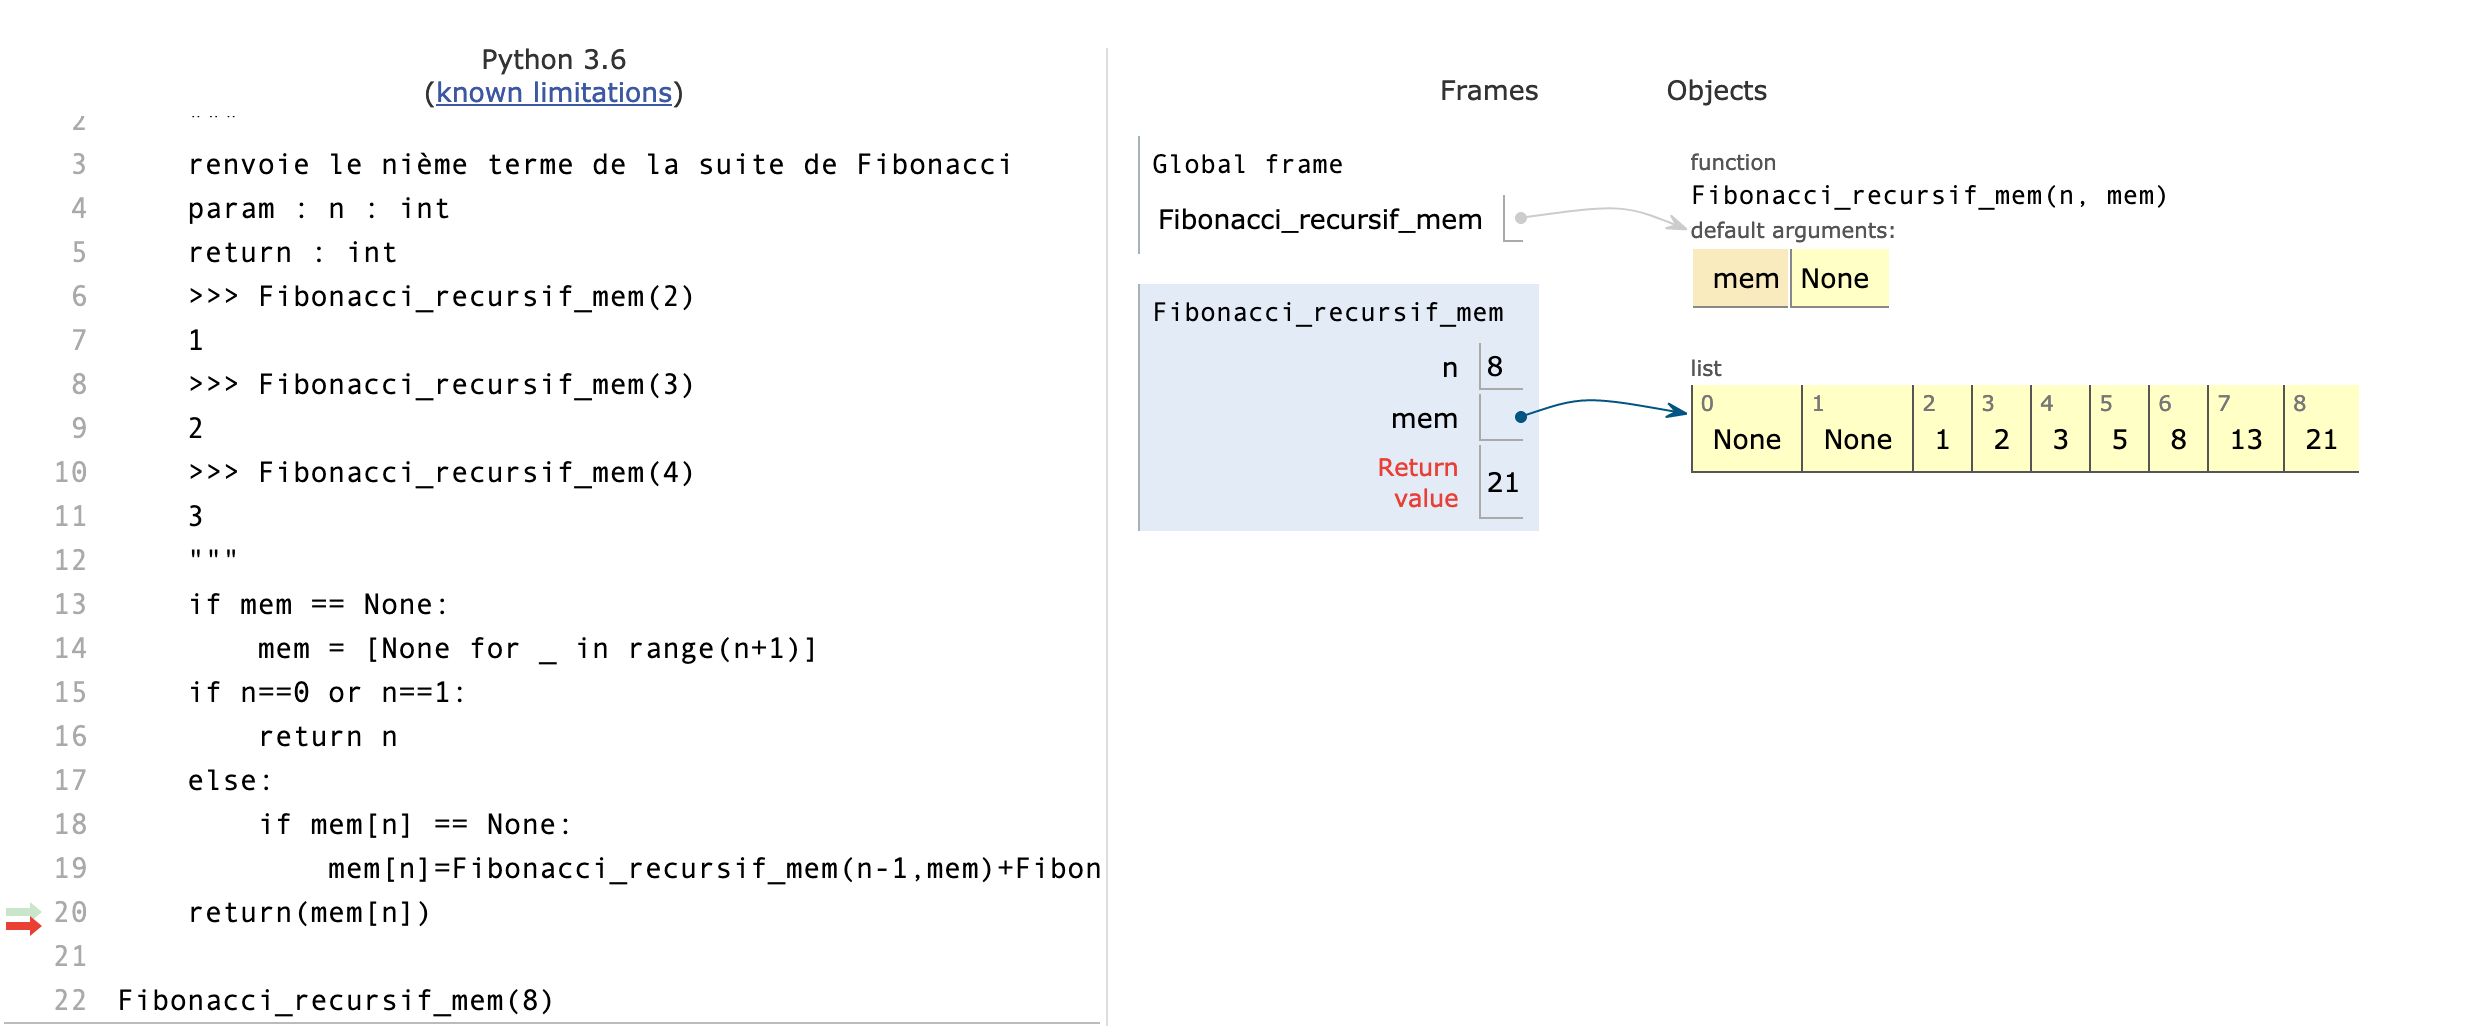 Python 3.6
(known limitations)
2 """
3 renvoie le nième terme de la suite de Fibonacci
4 param : n : int
5 return : int
6 >>> Fibonacci_recursif_mem(2)
7 1
8 >>> Fibonacci_recursif_mem(3)
9 2
10 >>> Fibonacci_recursif_mem(4)
11 3
12 """
13 if mem == None:
14 mem = [None for _ in range(n+1)]
15 if n==0 or n==1:
16 return n
17 else:
18 if mem[n] == None:
19 mem[n]=Fibonacci_recursif_mem(n-1,mem)+Fibon
20 return(mem[n])
21
22 Fibonacci_recursif_mem(8)
Frames Objects
Global frame
Fibonacci_recursif_mem
function
Fibonacci_recursif_mem(n, mem)
default arguments:
mem None
Fibonacci_recursif_mem
n 8
mem
Return value 21
list
0 1 2 3 4 5 6 7 8
None None 1 2 3 5 8 13 21